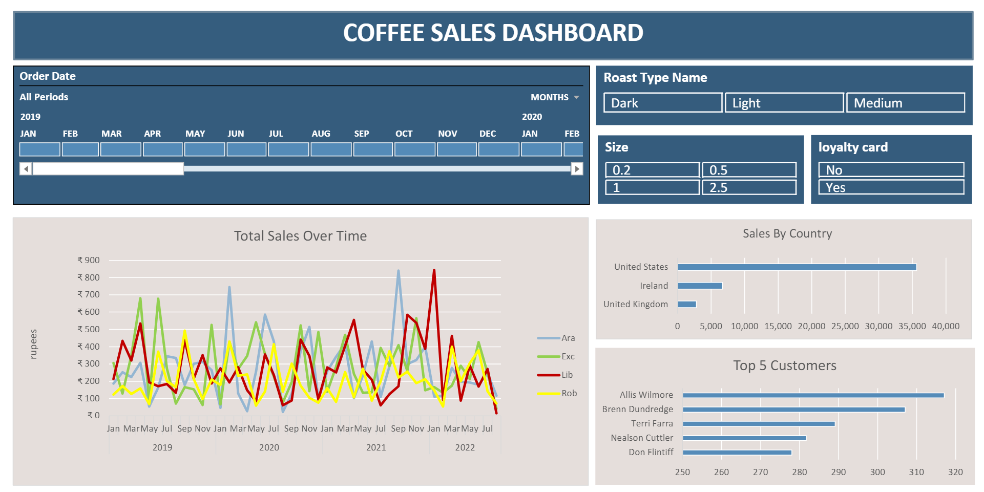 COFFEE SALES DASHBOARD
Order Date
All Periods MONTHS
2019 2020
JAN FEB MAR APR MAY JUN JUL AUG SEP OCT NOV DEC JAN FEB
Roast Type Name
Dark Light Medium
Size
0.2 0.5
1 2.5
loyalty card
No
Yes
Total Sales Over Time
₹ 900
₹ 800
₹ 700
₹ 600
₹ 500
₹ 400
₹ 300
₹ 200
₹ 100
₹ 0
rupees
Jan Mar May Jul Sep Nov Jan Mar May Jul Sep Nov Jan Mar May Jul Sep Nov Jan Mar May Jul
2019 2020 2021 2022
Ara
Exc
Lib
Rob
Sales By Country
United States
Ireland
United Kingdom
0 5,000 10,000 15,000 20,000 25,000 30,000 35,000 40,000
Top 5 Customers
Allis Wilmore
Brenn Dundredge
Terri Farra
Nealson Cuttler
Don Flintiff
250 260 270 280 290 300 310 320